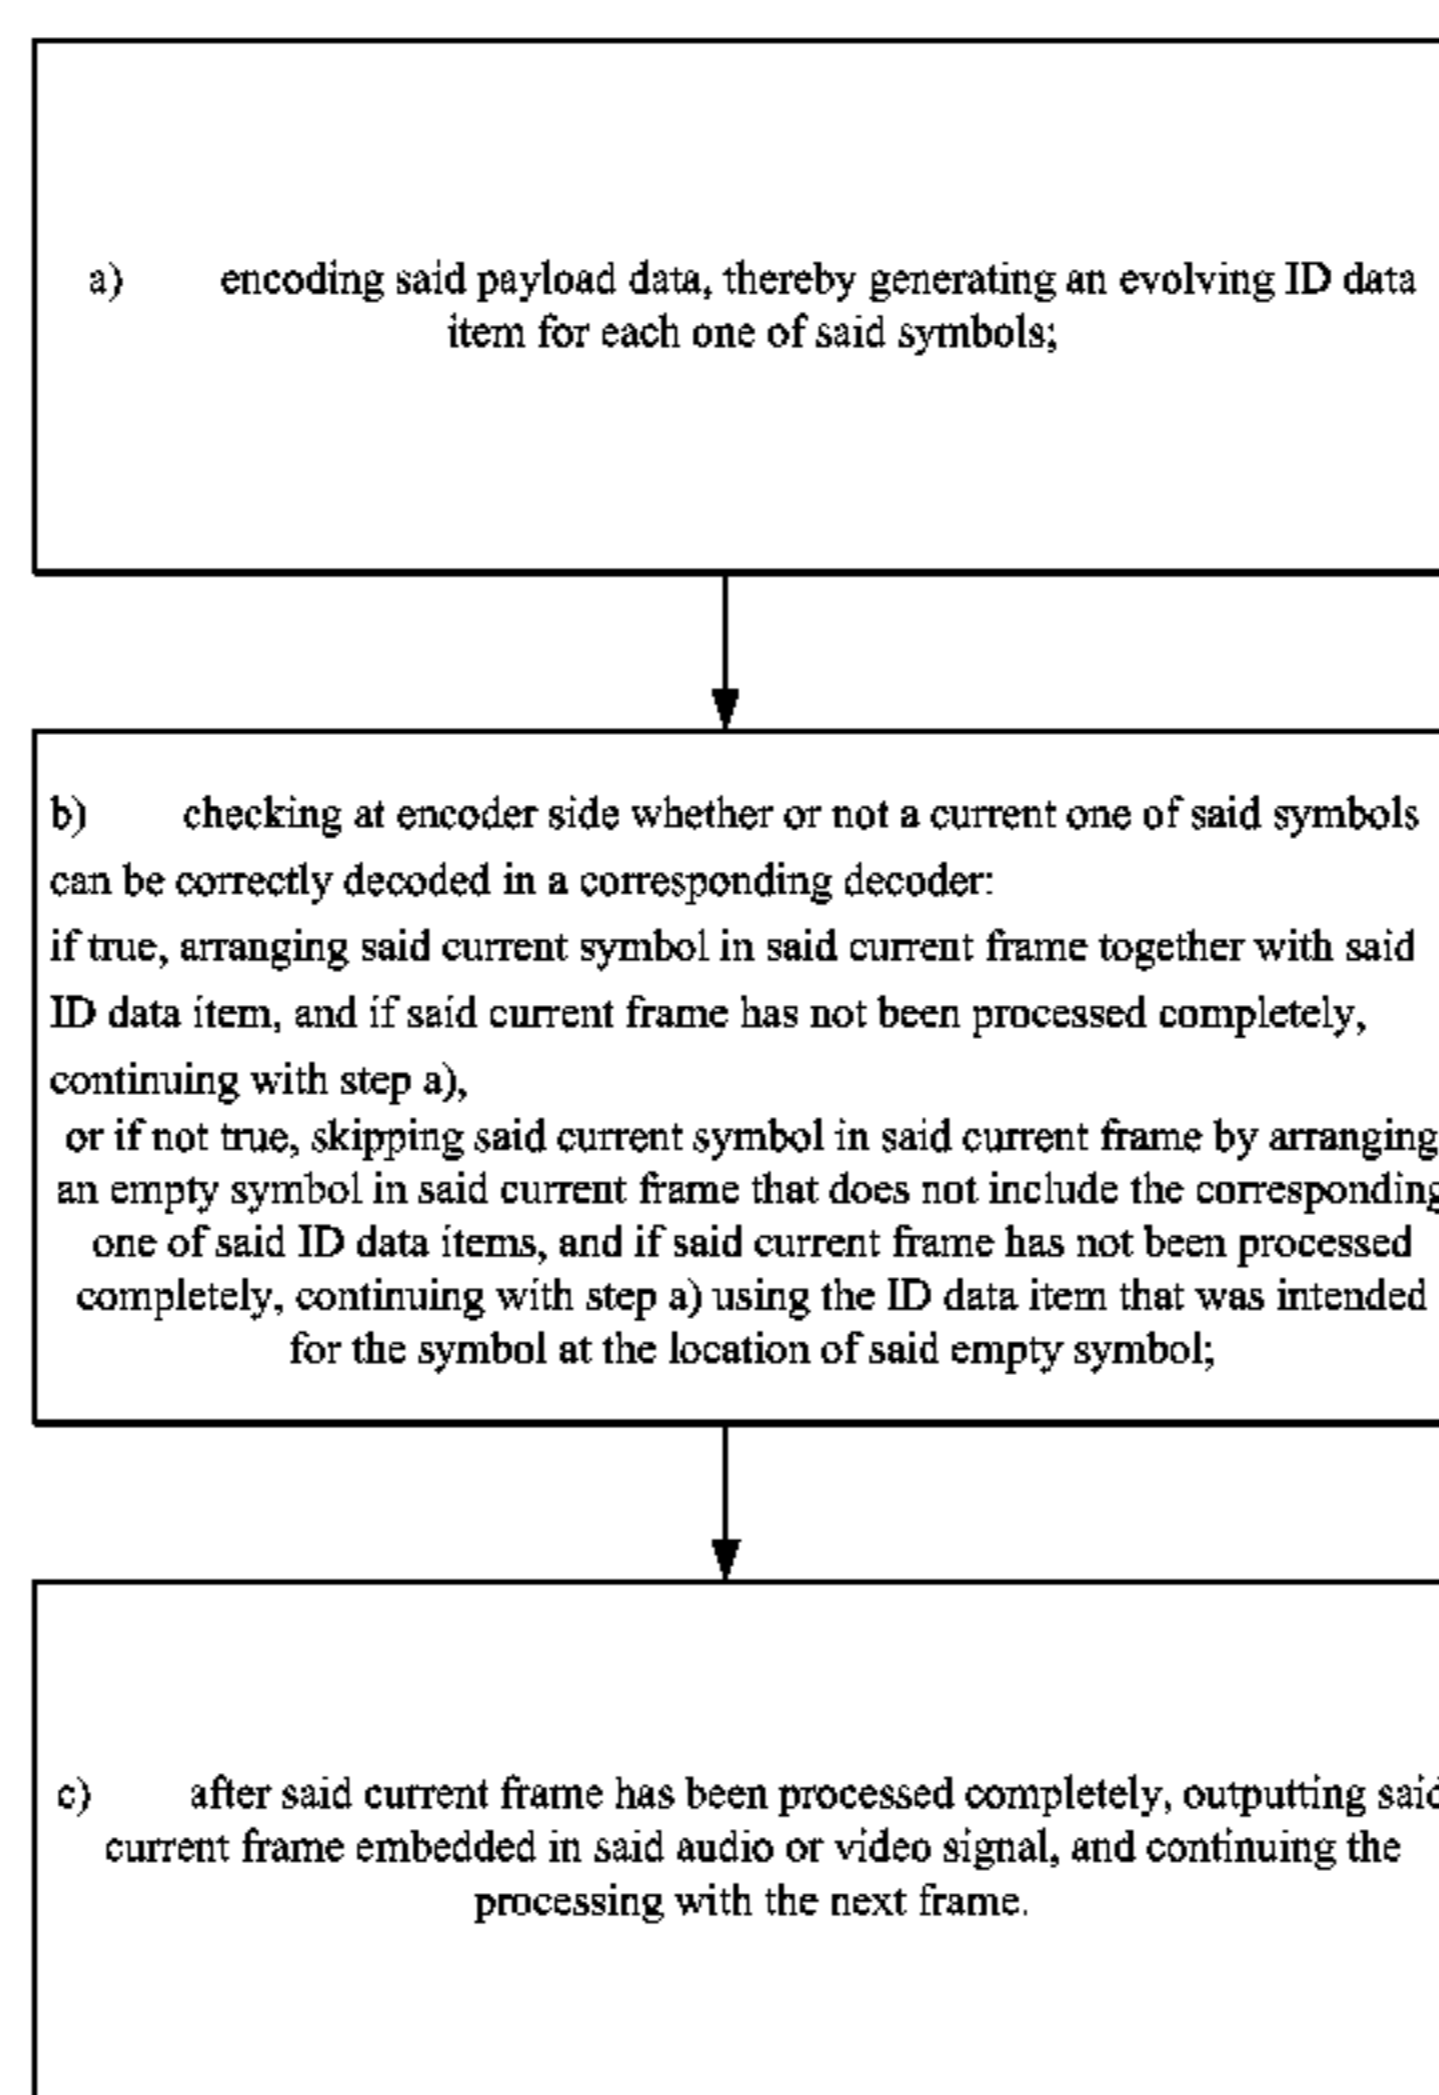 a) encoding said payload data, thereby generating an evolving ID data
item for each one of said symbols;
b) checking at encoder side whether or not a current one of said symbols
can be correctly decoded in a corresponding decoder:
if true, arranging said current symbol in said current frame together with said
ID data item, and if said current frame has not been processed completely,
continuing with step a),
or if not true, skipping said current symbol in said current frame by arranging
an empty symbol in said current frame that does not include the corresponding
one of said ID data items, and if said current frame has not been processed
completely, continuing with step a) using the ID data item that was intended
for the symbol at the location of said empty symbol;
c) after said current frame has been processed completely, outputting said
current frame embedded in said audio or video signal, and continuing the
processing with the next frame.